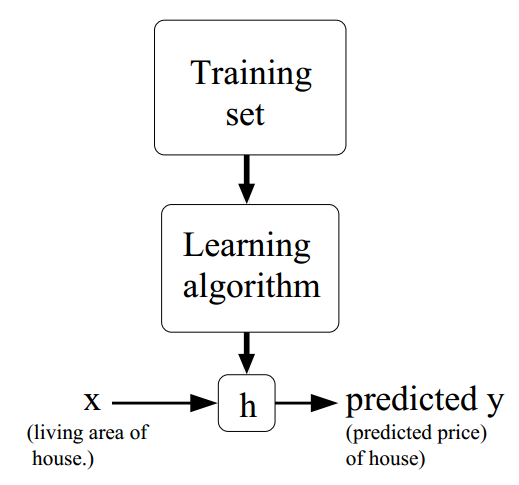 Training
set
Learning
algorithm
x
h
predicted y
(living area of
house.)
(predicted price)
of house)